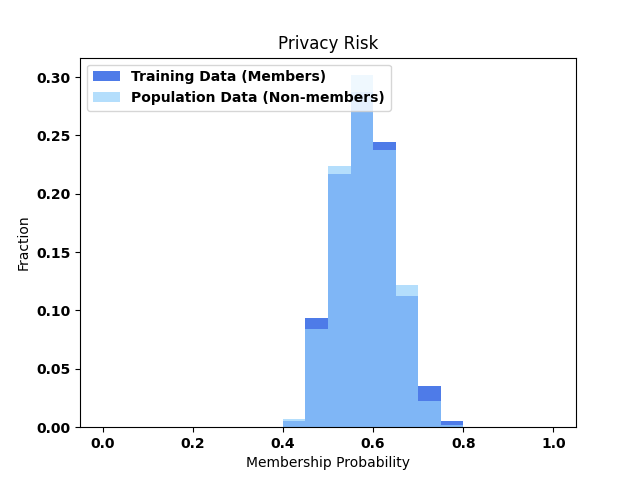 Privacy Risk
Training Data (Members)
Population Data (Non-members)
0.30
0.25
0.20
0.15
0.10
0.05
0.00
Fraction
0.0 0.2 0.4 0.6 0.8 1.0
Membership Probability